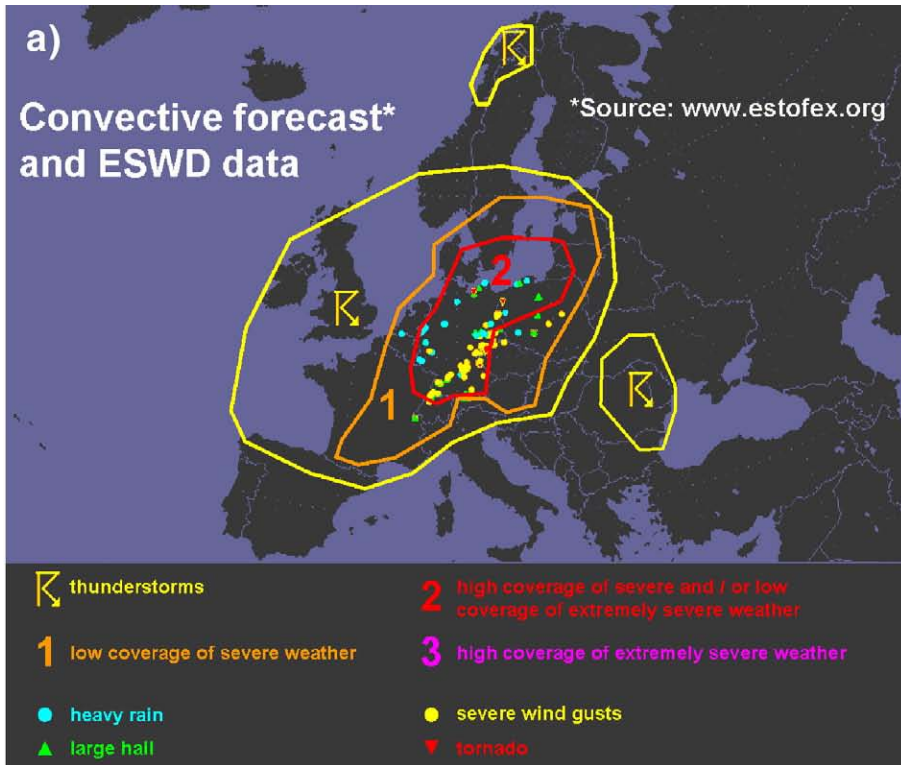 a)
Convective forecast*
and ESWD data
*Source: www.estofex.org
2
1
thunderstorms
2 high coverage of severe and / or low
coverage of extremely severe weather
1 low coverage of severe weather
3 high coverage of extremely severe weather
heavy rain
severe wind gusts
large hail
tornado